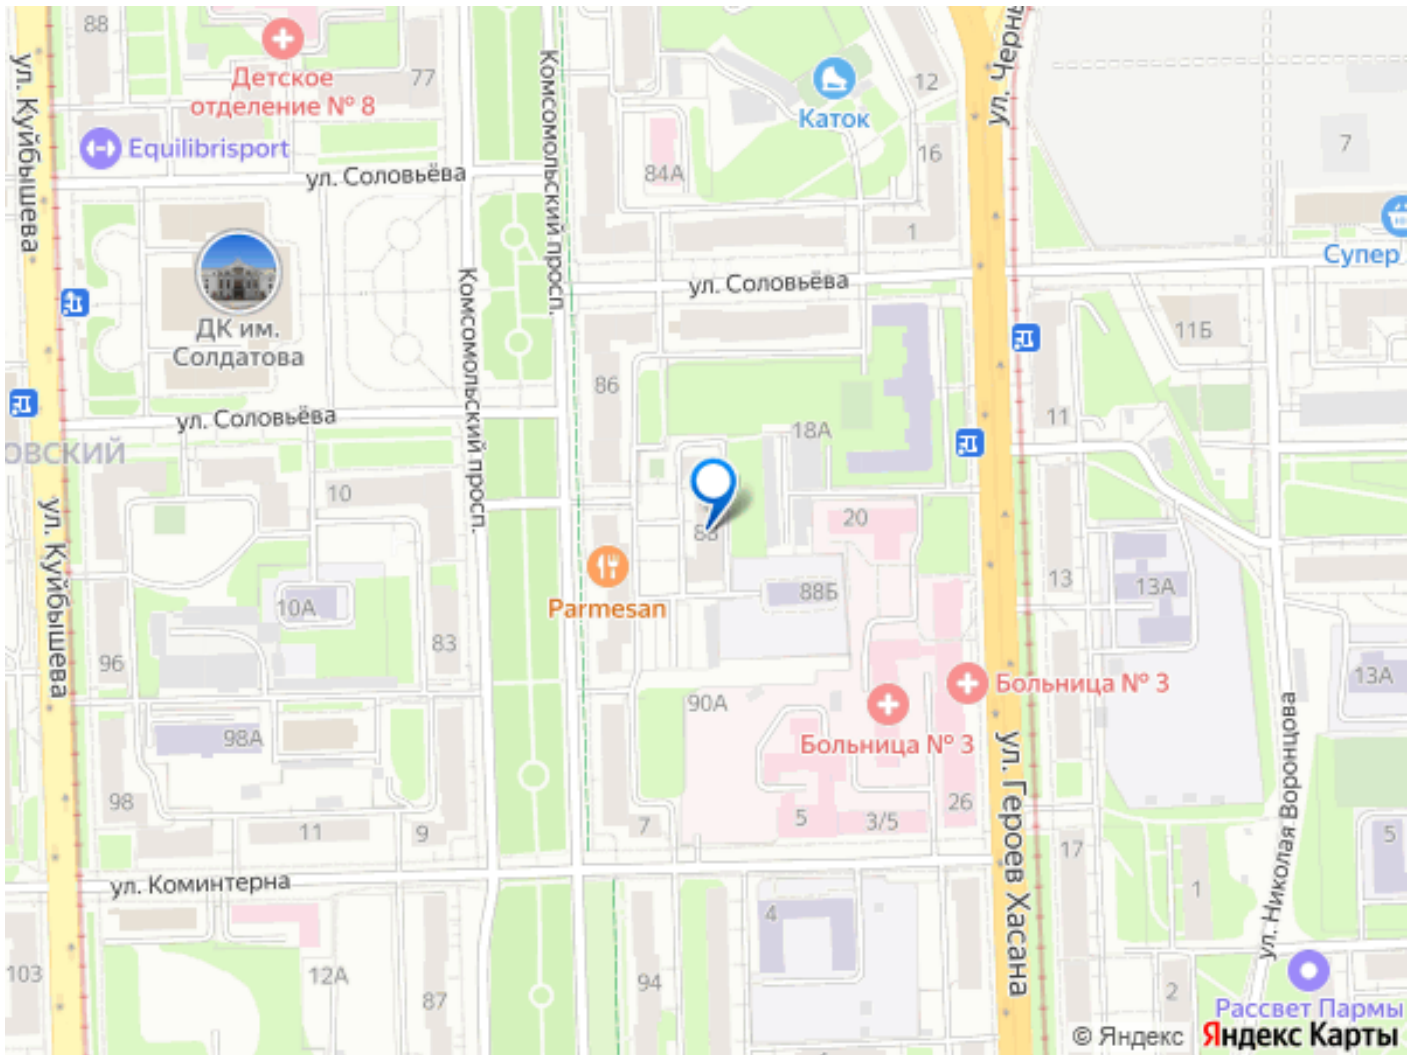 88
Детское
отделение № 8
77
Equilibrisport
ул. Куйбышева
ул. Соловьёва
Комсомольский просп.
Каток
12
16
84А
1
ул. Черн
7
Супер
ул. Соловьёва
ДК им.
Солдатова
Комсомольский просп.
86
11Б
11
18А
ул. Соловьёва
ОВСКИЙ
10
ул. Куйбышева
20
Parmesan
88Б
13
13А
10А
83
96
13А
90А
Больница № 3
Больница № 3
98А
ул. Героев Хасана
ул. Николая Воронцова
98
11
9
7
5
3/5
26
17
5
ул. Коминтерна
1
4
103
12А
87
94
2
Рассвет Пармы
© Яндекс Яндекс Карты